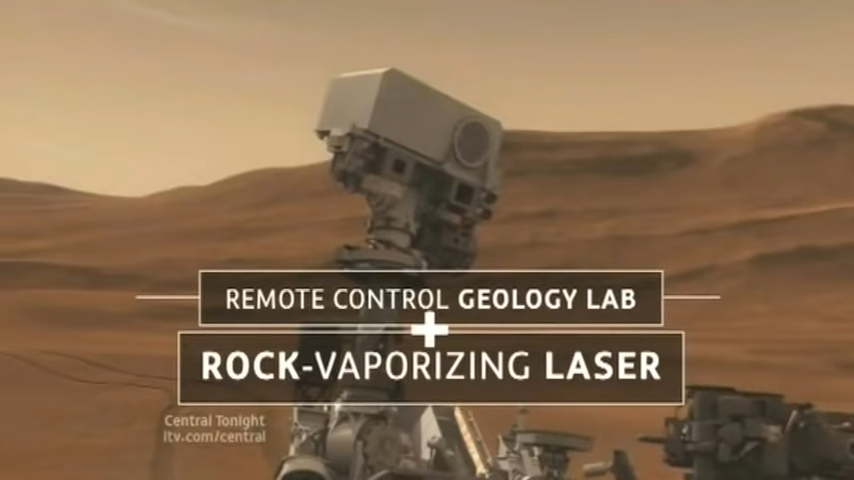 REMOTE CONTROL GEOLOGY LAB
+
ROCK-VAPORIZING LASER
Central Tonight
itv.com/central